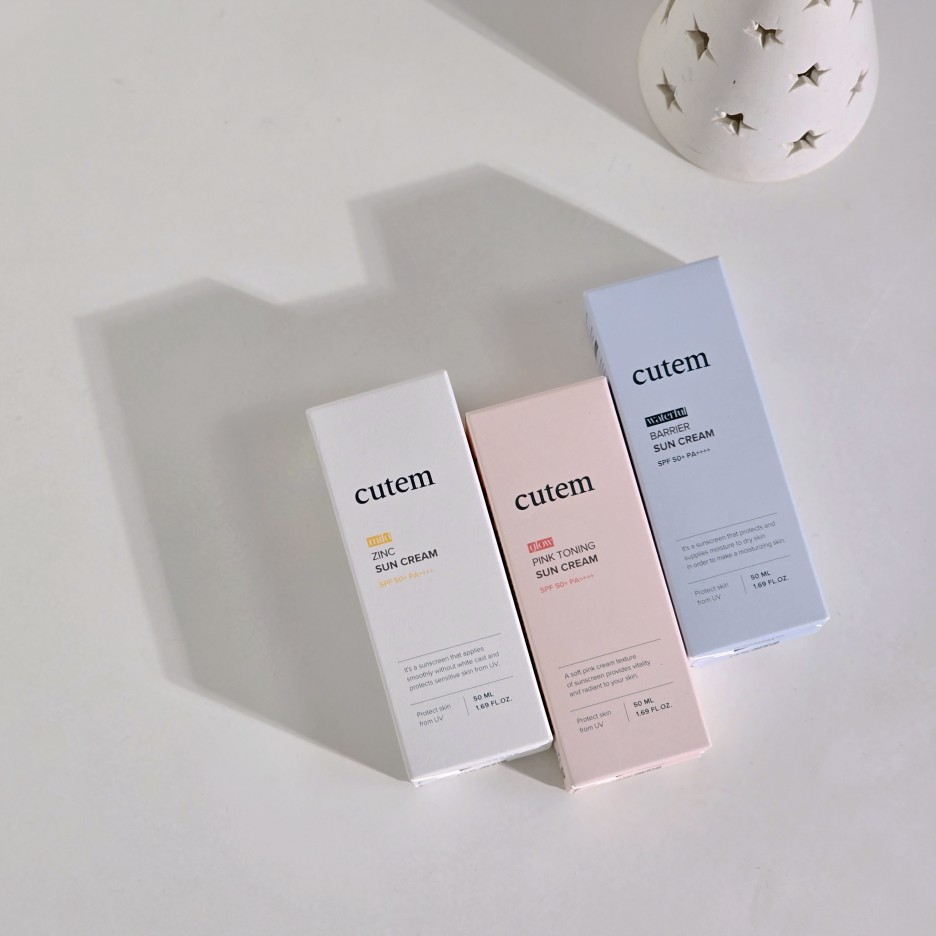 cutem
mild
ZINC
SUN CREAM
SPF 50+ PA++++
It's a sunscreen that applies
smoothly without white cast and
protects sensitive skin from UV.
Protect skin
from UV
50 ML
1.69 FL.OZ.
cutem
glow
PINK TONING
SUN CREAM
SPF 50+ PA++++
A soft pink cream texture
of sunscreen provides vitality
and radiant to your skin.
Protect skin
from UV
50 ML
1.69 FL.OZ.
cutem
waterful
BARRIER
SUN CREAM
SPF 50+ PA++++
It's a sunscreen that protects and
supplies moisture to dry skin
in order to make a moisturizing skin.
Protect skin
from UV
50 ML
1.69 FL.OZ.